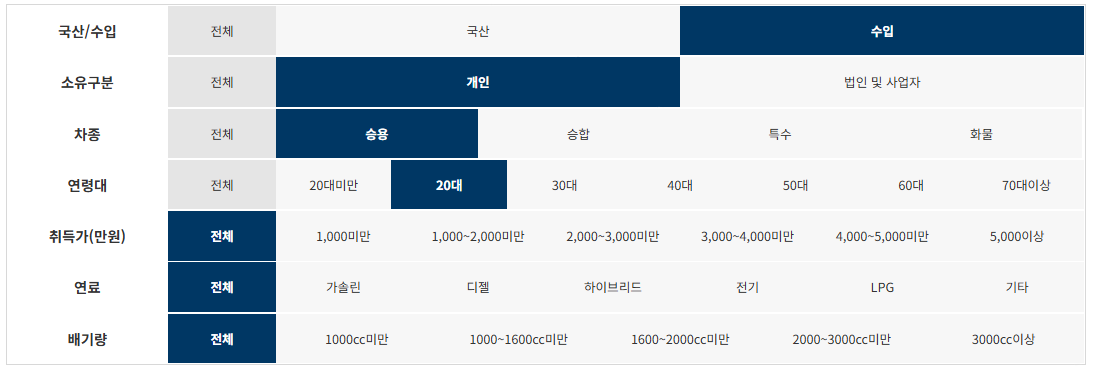 국산/수입 전체 국산 수입
소유구분 전체 개인 법인 및 사업자
차종 전체 승용 승합 특수 화물
연령대 전체 20대미만 20대 30대 40대 50대 60대 70대이상
취득가(만원) 전체 1,000미만 1,000~2,000미만 2,000~3,000미만 3,000~4,000미만 4,000~5,000미만 5,000이상
연료 전체 가솔린 디젤 하이브리드 전기 LPG 기타
배기량 전체 1000cc미만 1000~1600cc미만 1600~2000cc미만 2000~3000cc미만 3000cc이상